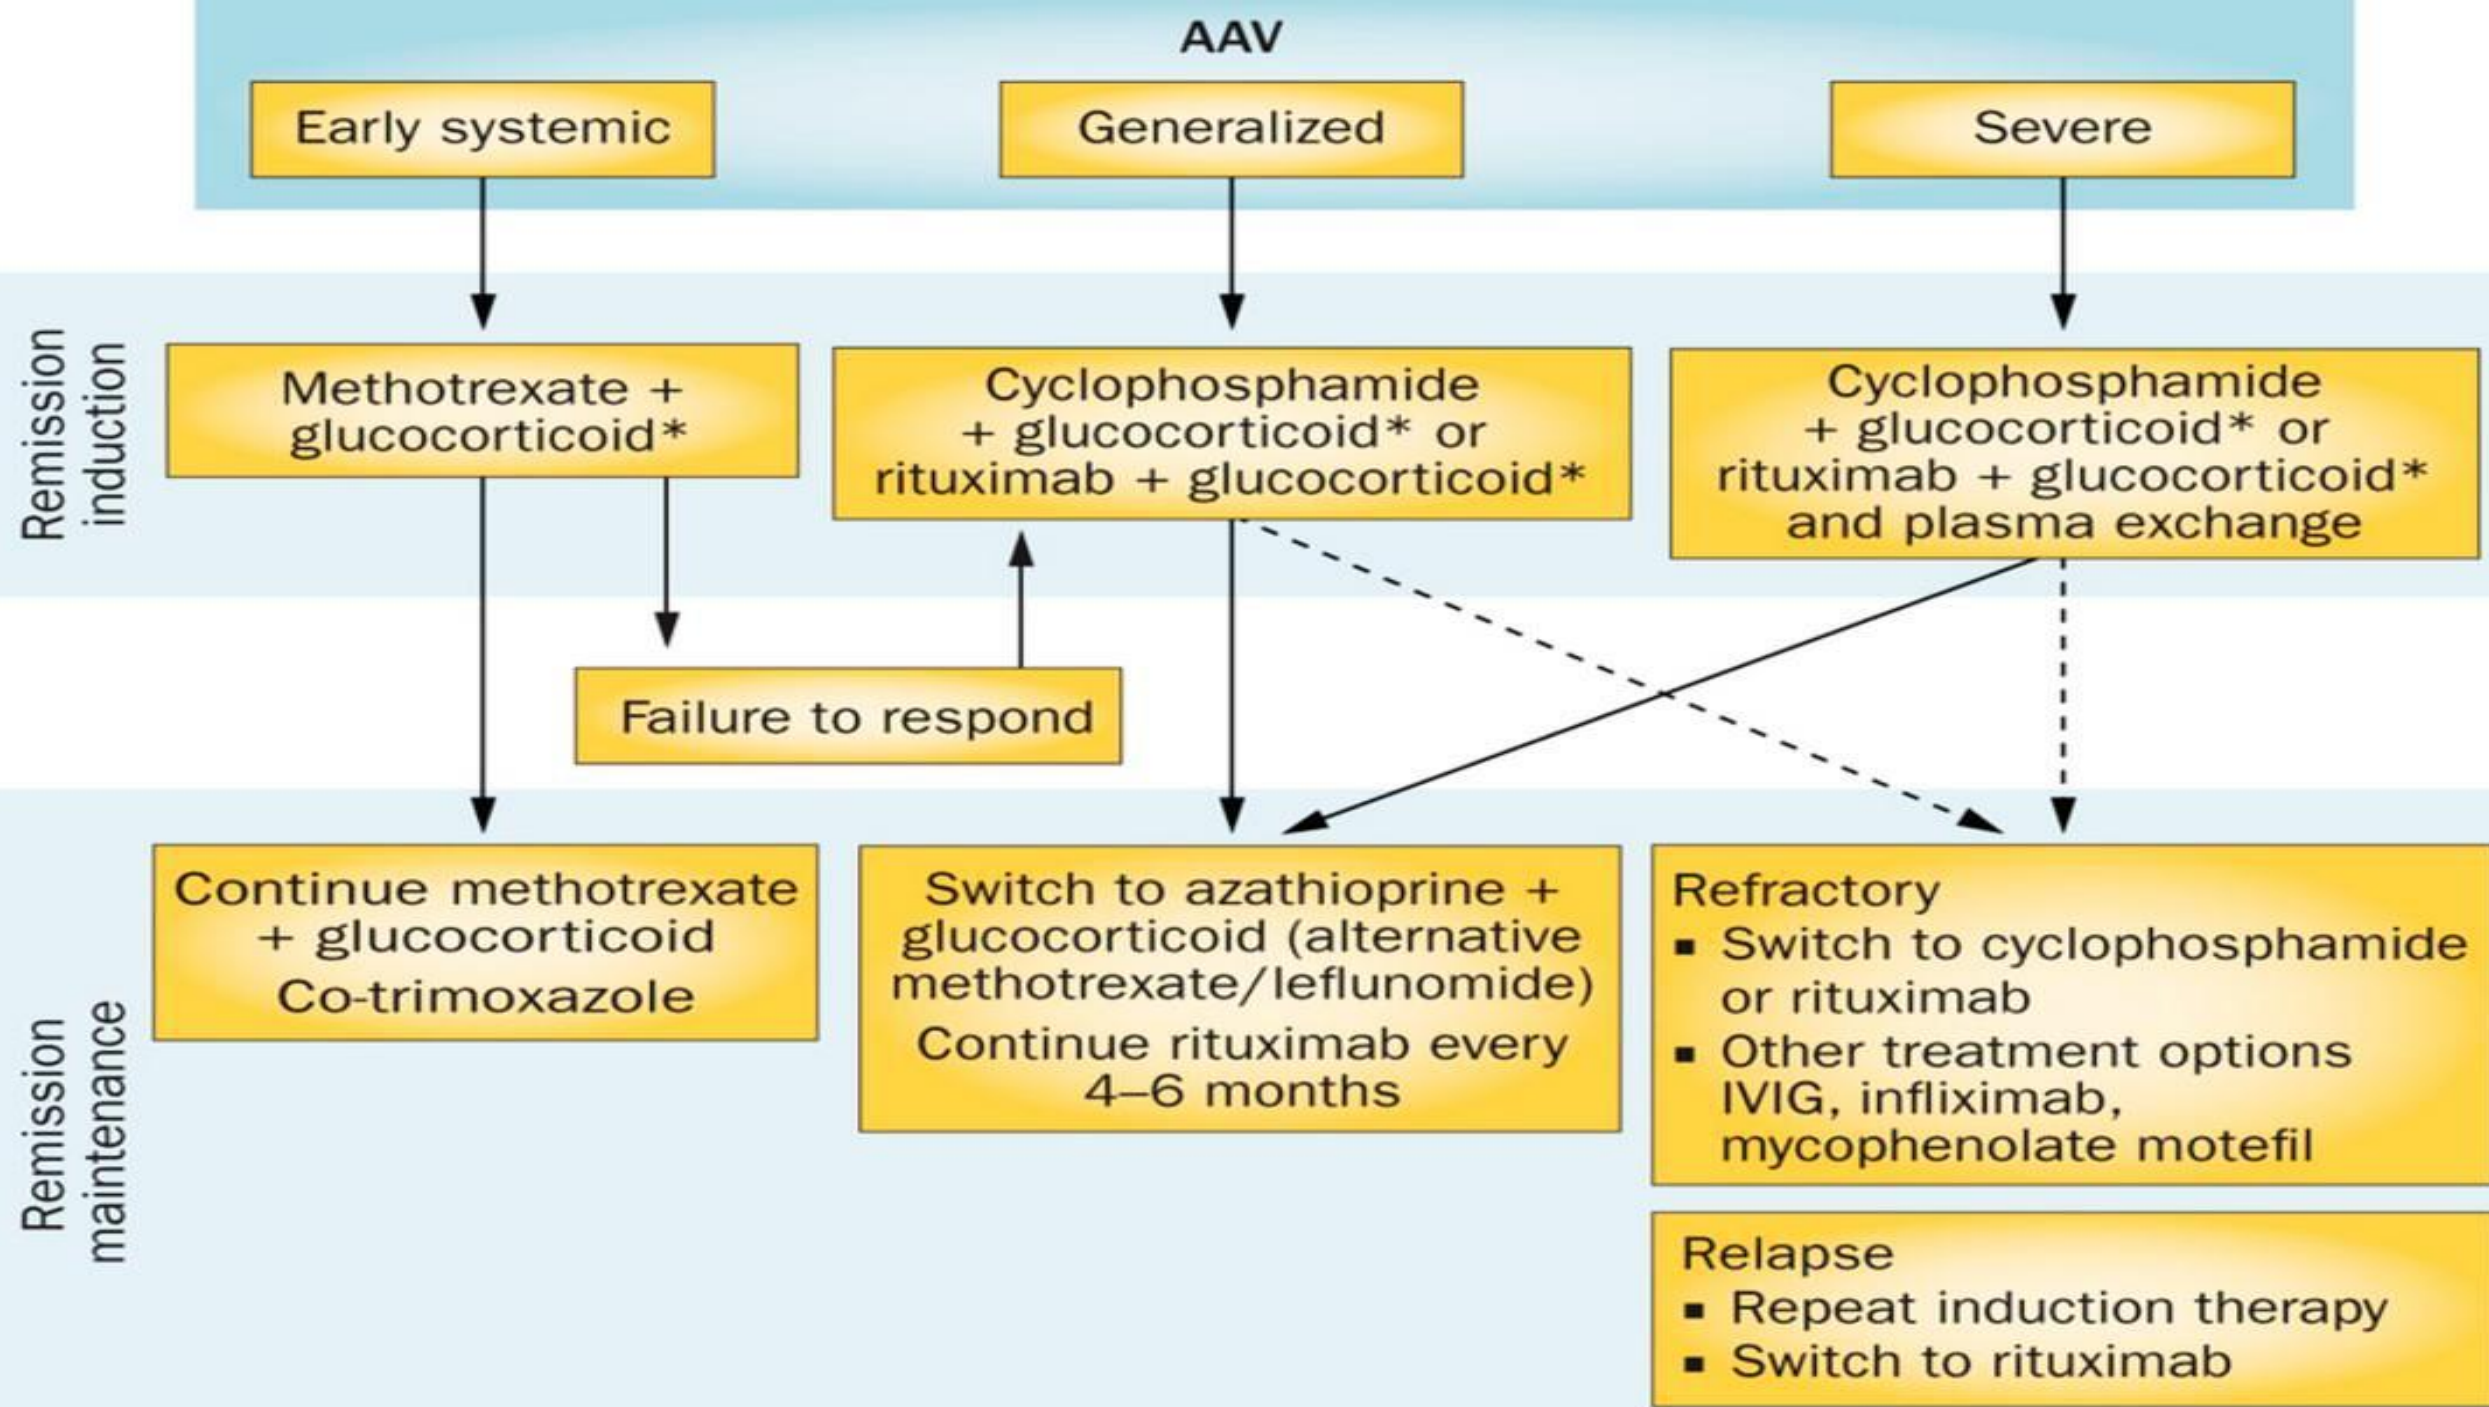 AAV
Early systemic
Generalized
Severe
Remission
induction
Methotrexate +
glucocorticoid*
Cyclophosphamide
+ glucocorticoid* or
rituximab + glucocorticoid*
Cyclophosphamide
+ glucocorticoid* or
rituximab + glucocorticoid*
and plasma exchange
Failure to respond
Remission
maintenance
Continue methotrexate
+ glucocorticoid
Co-trimoxazole
Switch to azathioprine +
glucocorticoid (alternative
methotrexate/leflunomide)
Continue rituximab every
4–6 months
Refractory
▪ Switch to cyclophosphamide
or rituximab
▪ Other treatment options
IVIG, infliximab,
mycophenolate motefil
Relapse
▪ Repeat induction therapy
▪ Switch to rituximab